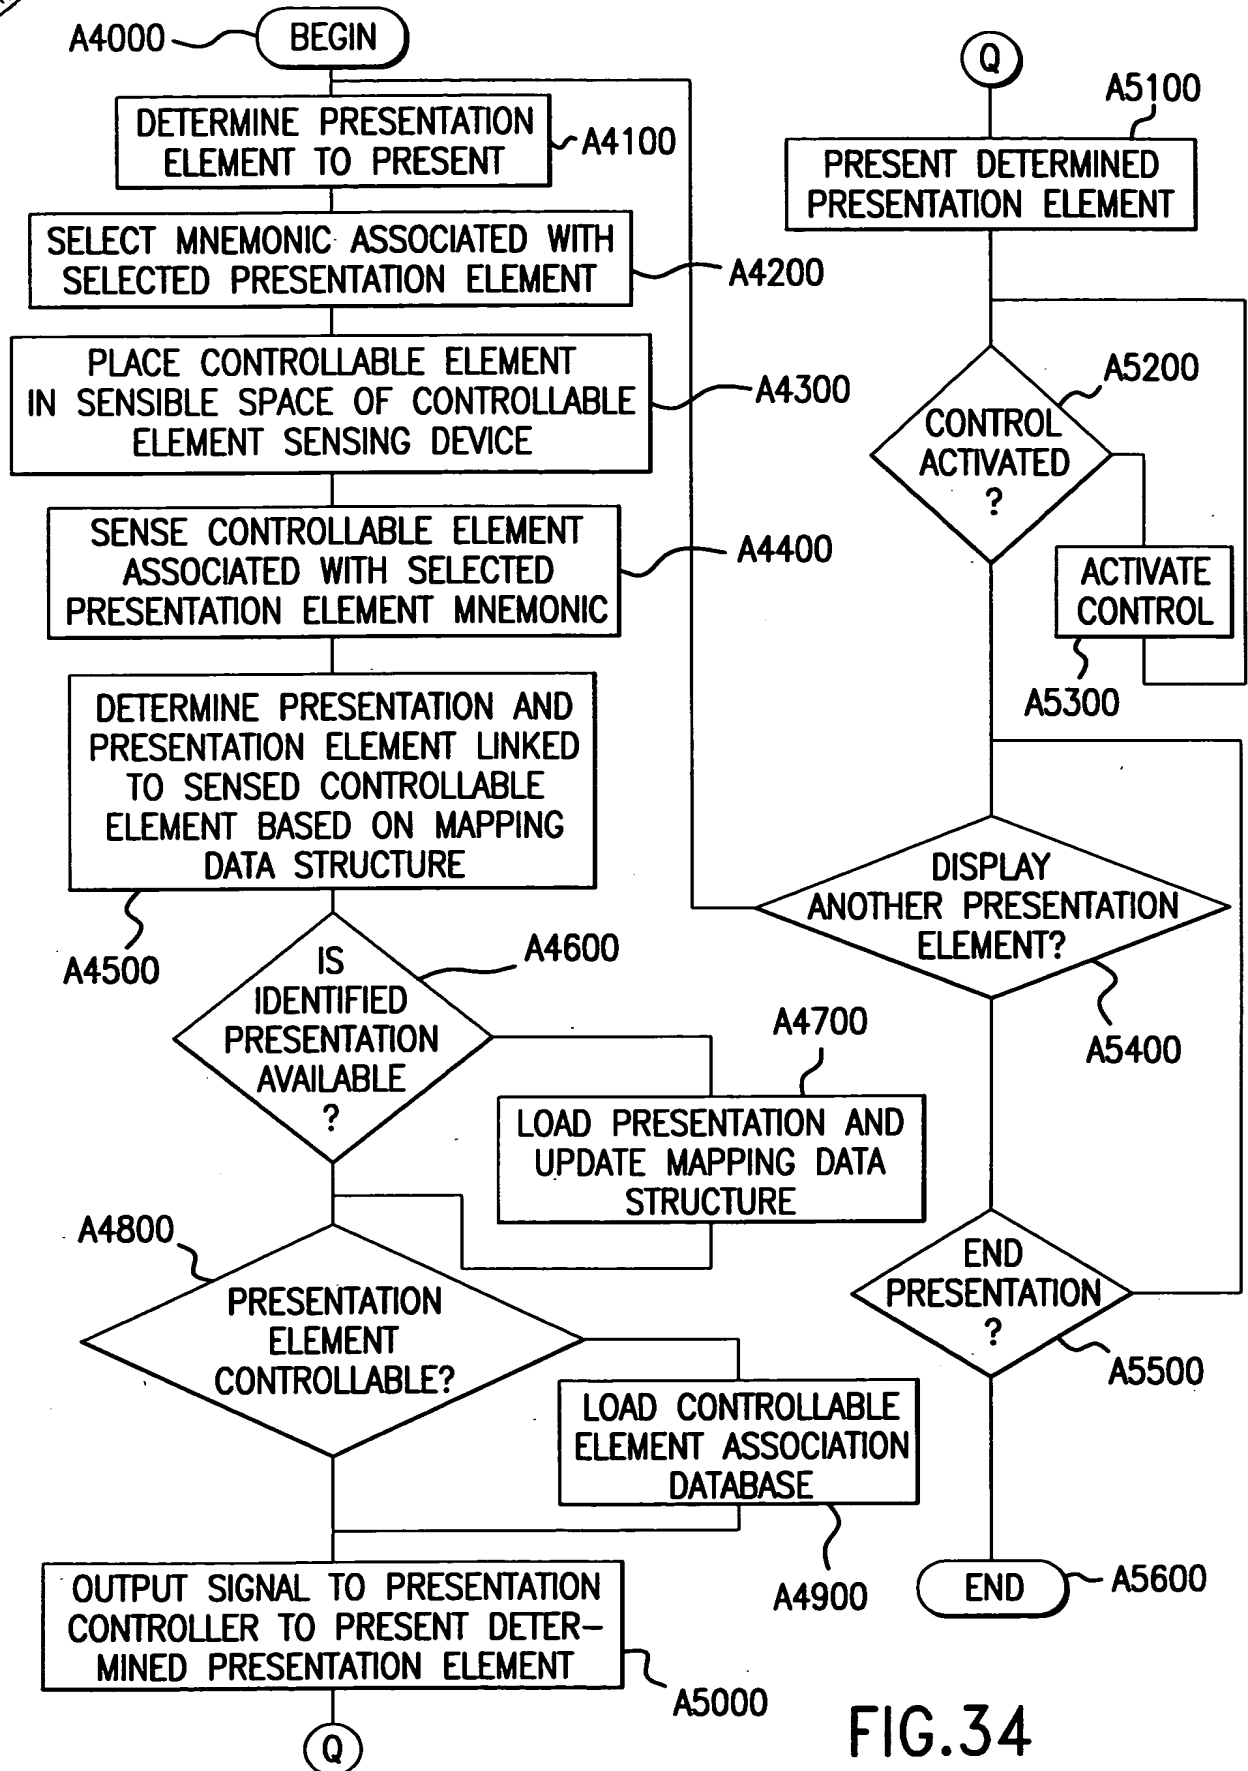 A4000
BEGIN
DETERMINE PRESENTATION
ELEMENT TO PRESENT
A4100
SELECT MNEMONIC ASSOCIATED WITH
SELECTED PRESENTATION ELEMENT
A4200
PLACE CONTROLLABLE ELEMENT
IN SENSIBLE SPACE OF CONTROLLABLE
ELEMENT SENSING DEVICE
A4300
SENSE CONTROLLABLE ELEMENT
ASSOCIATED WITH SELECTED
PRESENTATION ELEMENT MNEMONIC
A4400
DETERMINE PRESENTATION AND
PRESENTATION ELEMENT LINKED
TO SENSED CONTROLLABLE
ELEMENT BASED ON MAPPING
DATA STRUCTURE
A4500
IS
IDENTIFIED
PRESENTATION
AVAILABLE
?
A4600
A4700
LOAD PRESENTATION AND
UPDATE MAPPING DATA
STRUCTURE
A4800
PRESENTATION
ELEMENT
CONTROLLABLE?
LOAD CONTROLLABLE
ELEMENT ASSOCIATION
DATABASE
A4900
OUTPUT SIGNAL TO PRESENTATION
CONTROLLER TO PRESENT DETER-
MINED PRESENTATION ELEMENT
A5000
Q
Q
A5100
PRESENT DETERMINED
PRESENTATION ELEMENT
A5200
CONTROL
ACTIVATED
?
ACTIVATE
CONTROL
A5300
DISPLAY
ANOTHER PRESENTATION
ELEMENT?
A5400
END
PRESENTATION
?
A5500
END
A5600
FIG.34